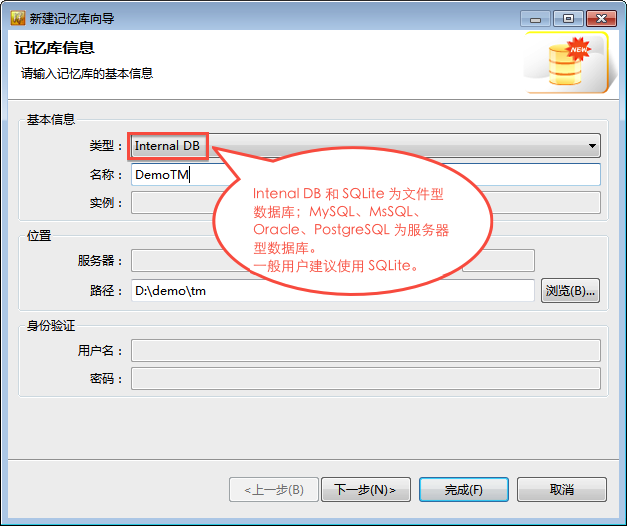 新建记忆库向导
记忆库信息
请输入记忆库的基本信息
NEW
基本信息
类型：
Internal DB
名称：
DemoTM
实例：
Intenal DB 和 SQLite 为文件型
数据库；MySQL、MsSQL、
Oracle、PostgreSQL 为服务器
型数据库。
一般用户建议使用 SQLite。
位置
服务器：
路径：
D:\demo\tm
浏览(B)...
身份验证
用户名：
密码：
<上一步(B)
下一步(N)>
完成(F)
取消